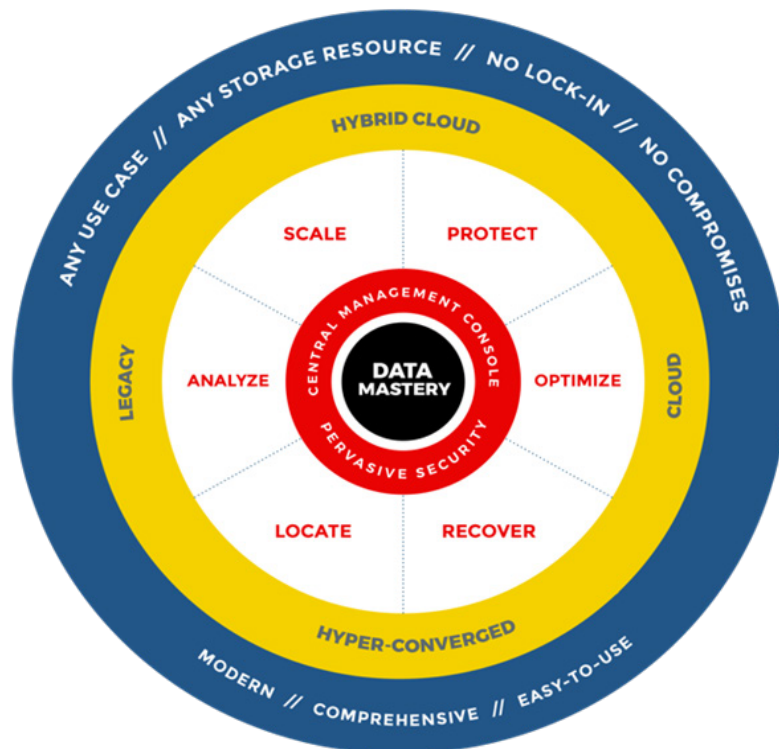 ANY USE CASE // ANY STORAGE RESOURCE // NO LOCK-IN // NO COMPROMISES
HYBRID CLOUD
SCALE
PROTECT
CENTRAL MANAGEMENT CONSOLE
LEGACY
ANALYZE
DATA
MASTERY
OPTIMIZE
CLOUD
PERVASIVE SECURITY
LOCATE
RECOVER
HYPER-CONVERGED
MODERN // COMPREHENSIVE // EASY-TO-USE